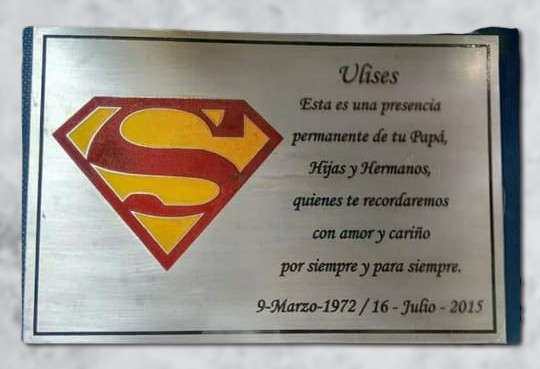 Ulises
Esta es una presencia
permanente de tu Papá,
Hijas y Hermanos,
quienes te recordaremos
con amor y cariño
por siempre y para siempre.
9-Marzo-1972 / 16 - Julio - 2015
S